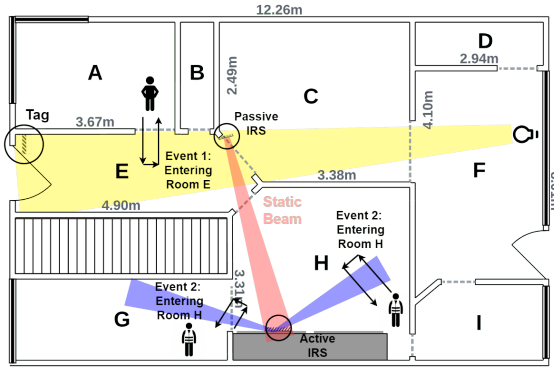 12.26m
D
2.94m
A
B
2.49m
C
4.10m
Tag
3.67m
Passive
IRS
Event 1:
Entering
Room E
E
F
3.38m
4.90m
Static
Beam
Event 2:
Entering
Room H
H
Event 2:
Entering
Room H
3.31m
G
I
Active
IRS